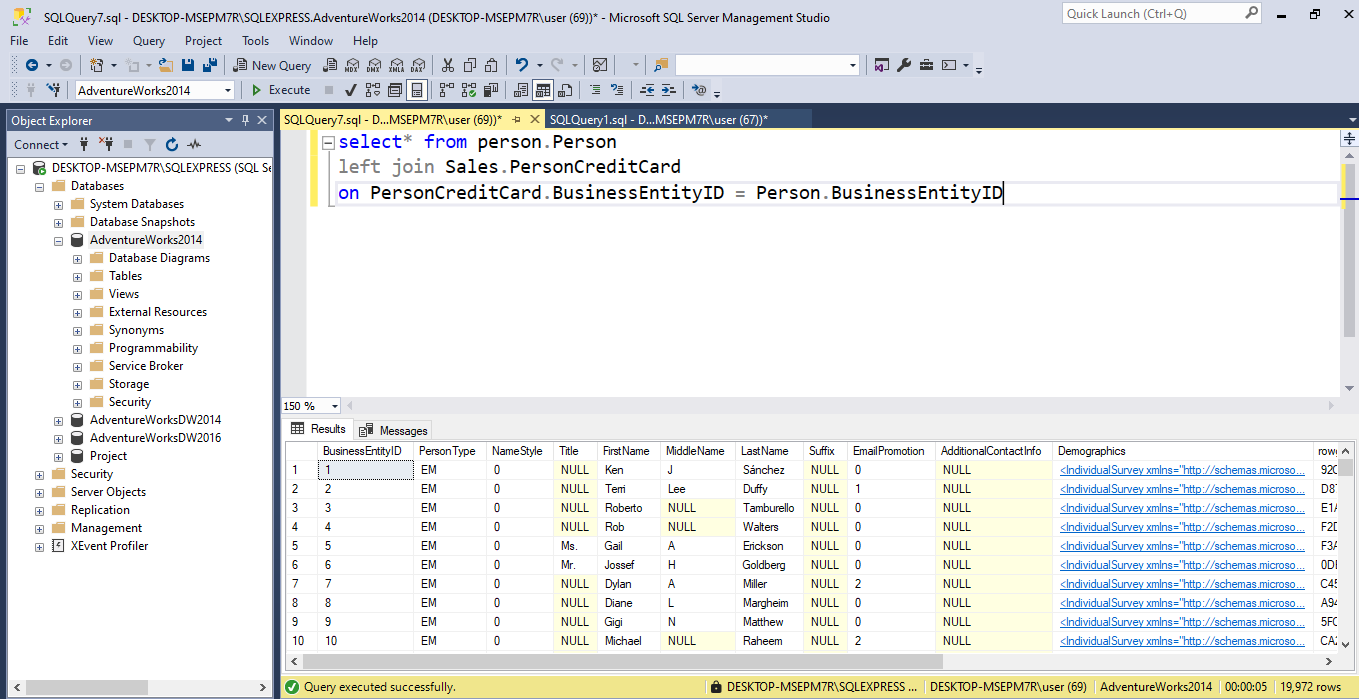 SQLQuery7.sql - DESKTOP-MSEPM7R\SQLEXPRESS.AdventureWorks2014 (DESKTOP-MSEPM7R\user (69))* - Microsoft SQL Server Management Studio
Quick Launch (Ctrl+Q)
File Edit View Query Project Tools Window Help
New Query MDX DMX XMLA DAX
AdventureWorks2014 Execute
Object Explorer
SQLQuery7.sql - D...MSEPM7R\user (69))* SQLQuery1.sql - D...MSEPM7R\user (67))*
Connect
DESKTOP-MSEPM7R\SQLEXPRESS (SQL Se
Databases
System Databases
Database Snapshots
AdventureWorks2014
Database Diagrams
Tables
Views
External Resources
Synonyms
Programmability
Service Broker
Storage
Security
AdventureWorksDW2014
AdventureWorksDW2016
Project
Security
Server Objects
Replication
Management
XEvent Profiler
select* from person.Person
left join Sales.PersonCreditCard
on PersonCreditCard.BusinessEntityID = Person.BusinessEntityID
150 %
Results Messages
BusinessEntityID PersonType NameStyle Title FirstName MiddleName LastName Suffix EmailPromotion AdditionalContactInfo Demographics rowg
1 1 EM 0 NULL Ken J Sánchez NULL 0 NULL <IndividualSurvey xmlns="http://schemas.microso... 92C
2 2 EM 0 NULL Terri Lee Duffy NULL 1 NULL <IndividualSurvey xmlns="http://schemas.microso... D87
3 3 EM 0 NULL Roberto NULL Tamburello NULL 0 NULL <IndividualSurvey xmlns="http://schemas.microso... E1A
4 4 EM 0 NULL Rob NULL Walters NULL 0 NULL <IndividualSurvey xmlns="http://schemas.microso... F2D
5 5 EM 0 Ms. Gail A Erickson NULL 0 NULL <IndividualSurvey xmlns="http://schemas.microso... F3A
6 6 EM 0 Mr. Jossef H Goldberg NULL 0 NULL <IndividualSurvey xmlns="http://schemas.microso... 0DE
7 7 EM 0 NULL Dylan A Miller NULL 2 NULL <IndividualSurvey xmlns="http://schemas.microso... C45
8 8 EM 0 NULL Diane L Margheim NULL 0 NULL <IndividualSurvey xmlns="http://schemas.microso... A94
9 9 EM 0 NULL Gigi N Matthew NULL 0 NULL <IndividualSurvey xmlns="http://schemas.microso... 5FC
10 10 EM 0 NULL Michael NULL Raheem NULL 2 NULL <IndividualSurvey xmlns="http://schemas.microso... CA2
Query executed successfully. DESKTOP-MSEPM7R\SQLEXPRESS ... DESKTOP-MSEPM7R\user (69) AdventureWorks2014 00:00:05 19,972 rows